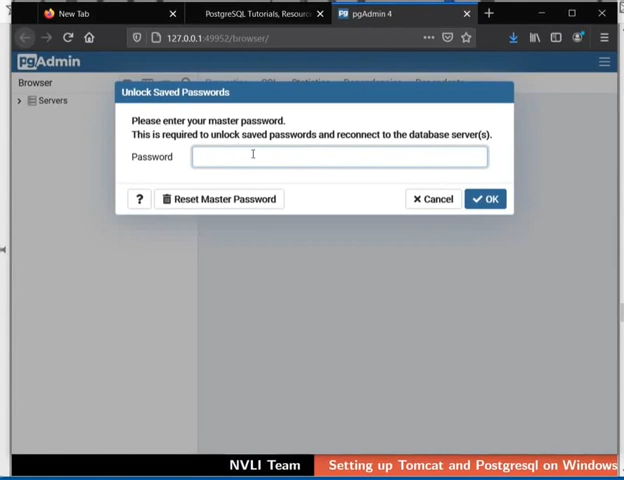 New Tab
PostgreSQL Tutorials, Resourc
pgAdmin 4
127.0.0.1:49952/browser/
pgAdmin
Browser
Servers
Unlock Saved Passwords
Please enter your master password.
This is required to unlock saved passwords and reconnect to the database server(s).
Password
? Reset Master Password Cancel OK
NVLI Team Setting up Tomcat and Postgresql on Windows